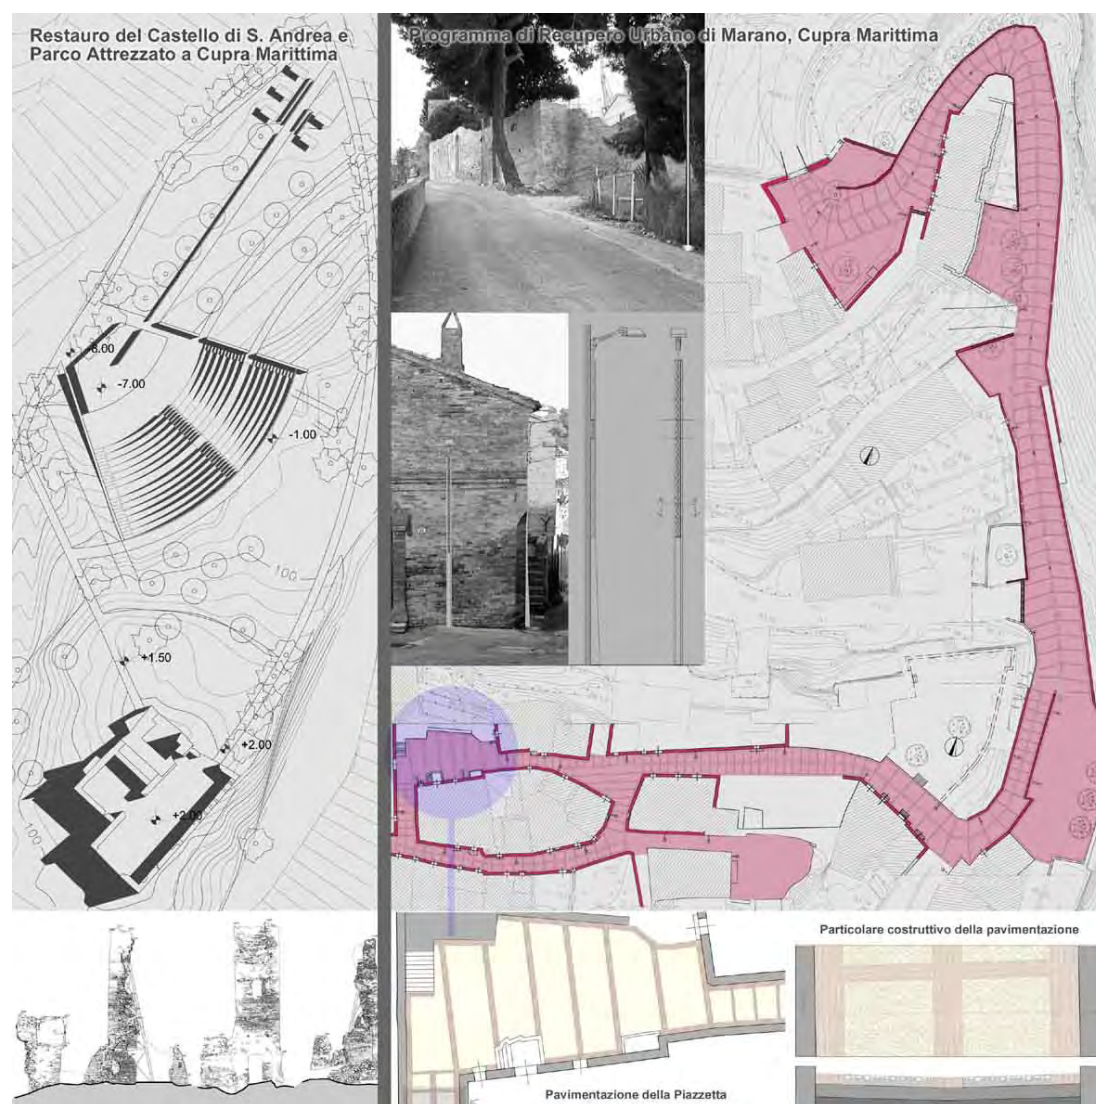 Restauro del Castello di S. Andrea e
Parco Attrezzato a Cupra Marittima
Programma di Recupero Urbano di Marano, Cupra Marittima
-8.00
-7.00
-1.00
100
+1.50
+2.00
+2.00
100
Particolare costruttivo della pavimentazione
Pavimentazione della Piazzetta